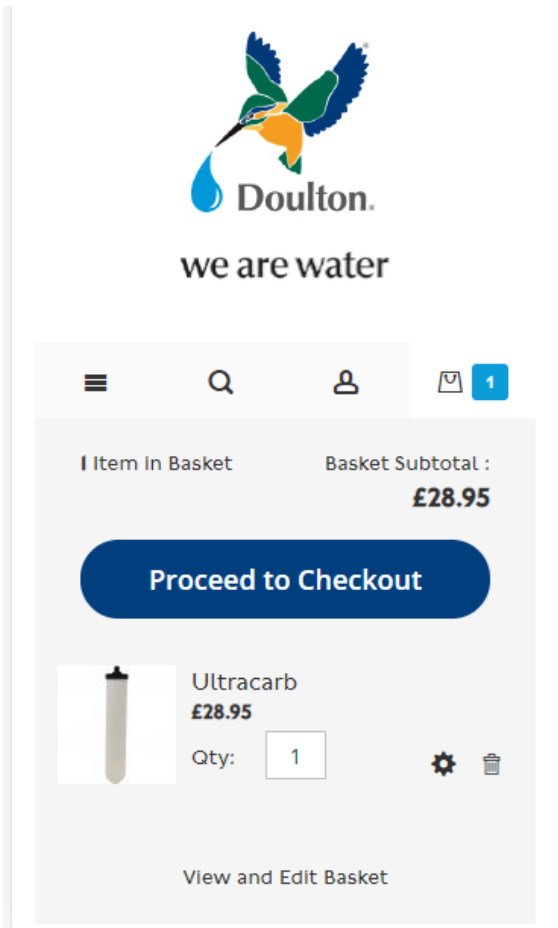 Doulton®
we are water
1
1 Item in Basket
Basket Subtotal :
£28.95
Proceed to Checkout
Ultracarb
£28.95
Qty: 1
View and Edit Basket